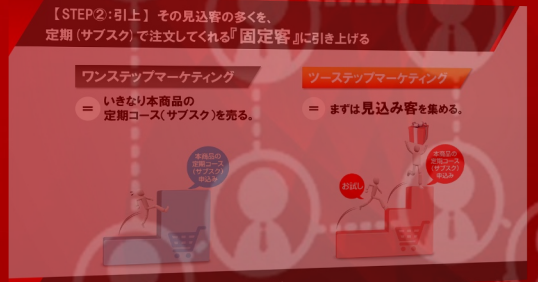 【STEP②:引上】その見込客の多くを、
定期(サブスク)で注文してくれる『固定客』に引き上げる
ワンステップマーケティング
= いきなり本商品の
定期コース(サブスク)を売る。
本商品の
定期コース
(サブスク)
申込み
ツーステップマーケティング
= まずは見込み客を集める。
お試し
本商品の
定期コース
(サブスク)
申込み